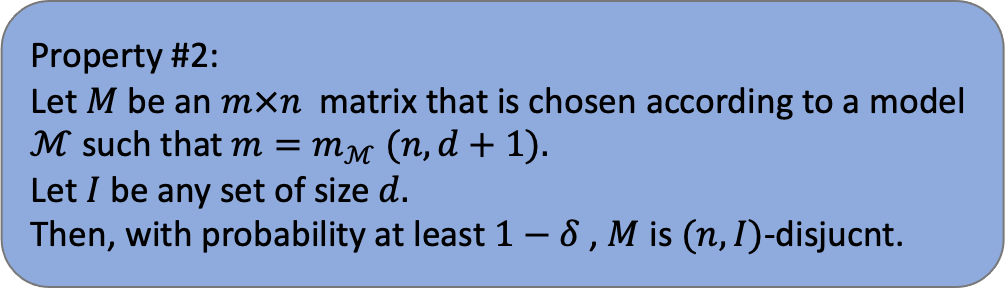 Property #2:
Let 𝑀 be an 𝑚×𝑛 matrix that is chosen according to a model
ℳ such that 𝑚 = 𝑚_ℳ (𝑛, 𝑑 + 1).
Let 𝐼 be any set of size 𝑑.
Then, with probability at least 1 − 𝛿 , 𝑀 is (𝑛, 𝐼)-disjucnt.